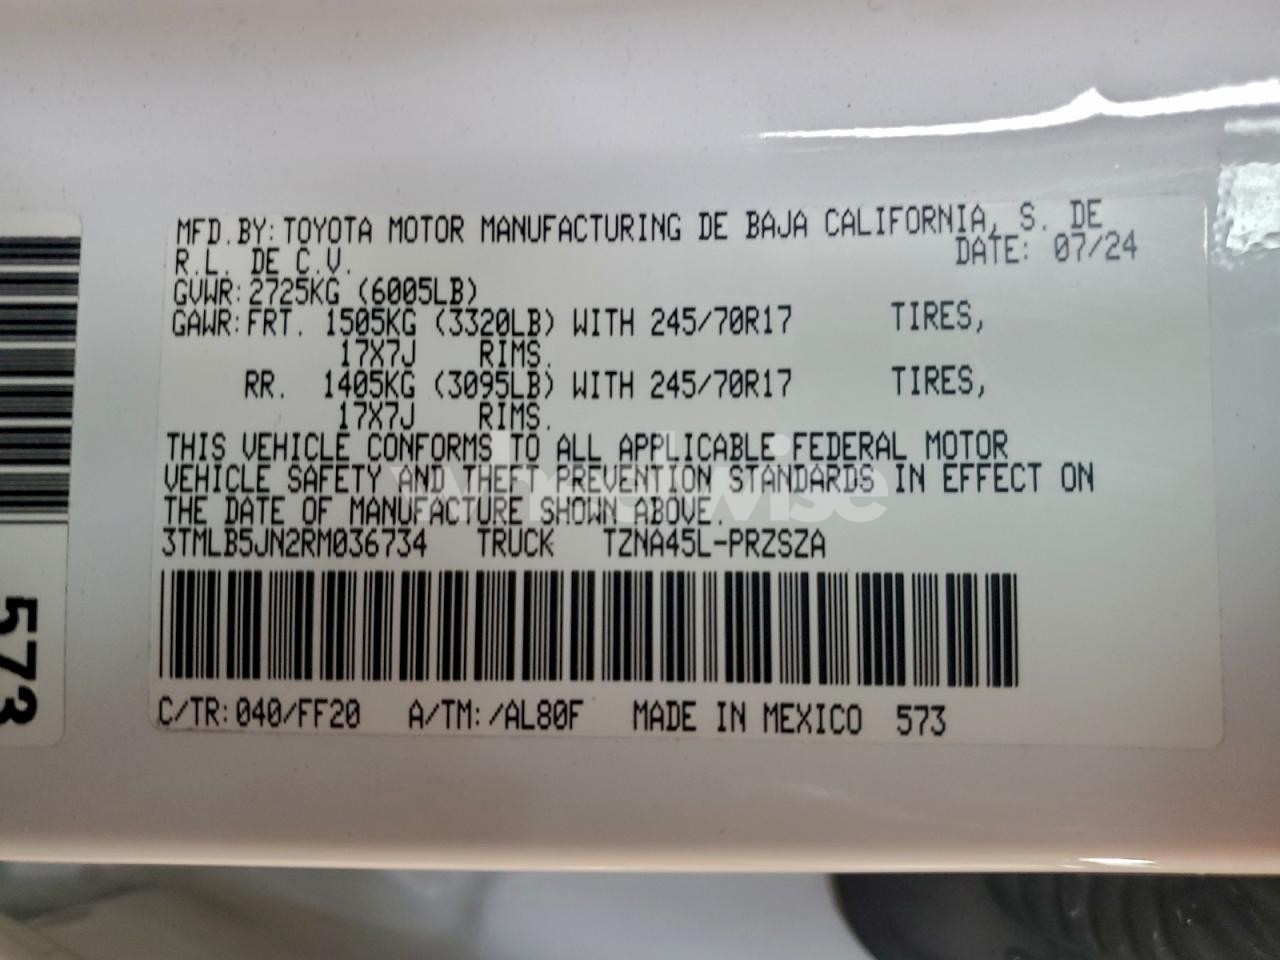 MFD.BY:TOYOTA MOTOR MANUFACTURING DE BAJA CALIFORNIA, S. DE
R.L. DE C.V. DATE: 07/24
GVWR:2725KG (6005LB)
GAWR:FRT. 1505KG (3320LB) WITH 245/70R17 TIRES,
17X7J RIMS.
RR. 1405KG (3095LB) WITH 245/70R17 TIRES,
17X7J RIMS.
THIS VEHICLE CONFORMS TO ALL APPLICABLE FEDERAL MOTOR
VEHICLE SAFETY AND THEFT PREVENTION STANDARDS IN EFFECT ON
THE DATE OF MANUFACTURE SHOWN ABOVE.
3TMLB5JN2RM036734 TRUCK TZNA45L-PRZSZA
C/TR:040/FF20 A/TM:/AL80F MADE IN MEXICO 573
573
wheelwise